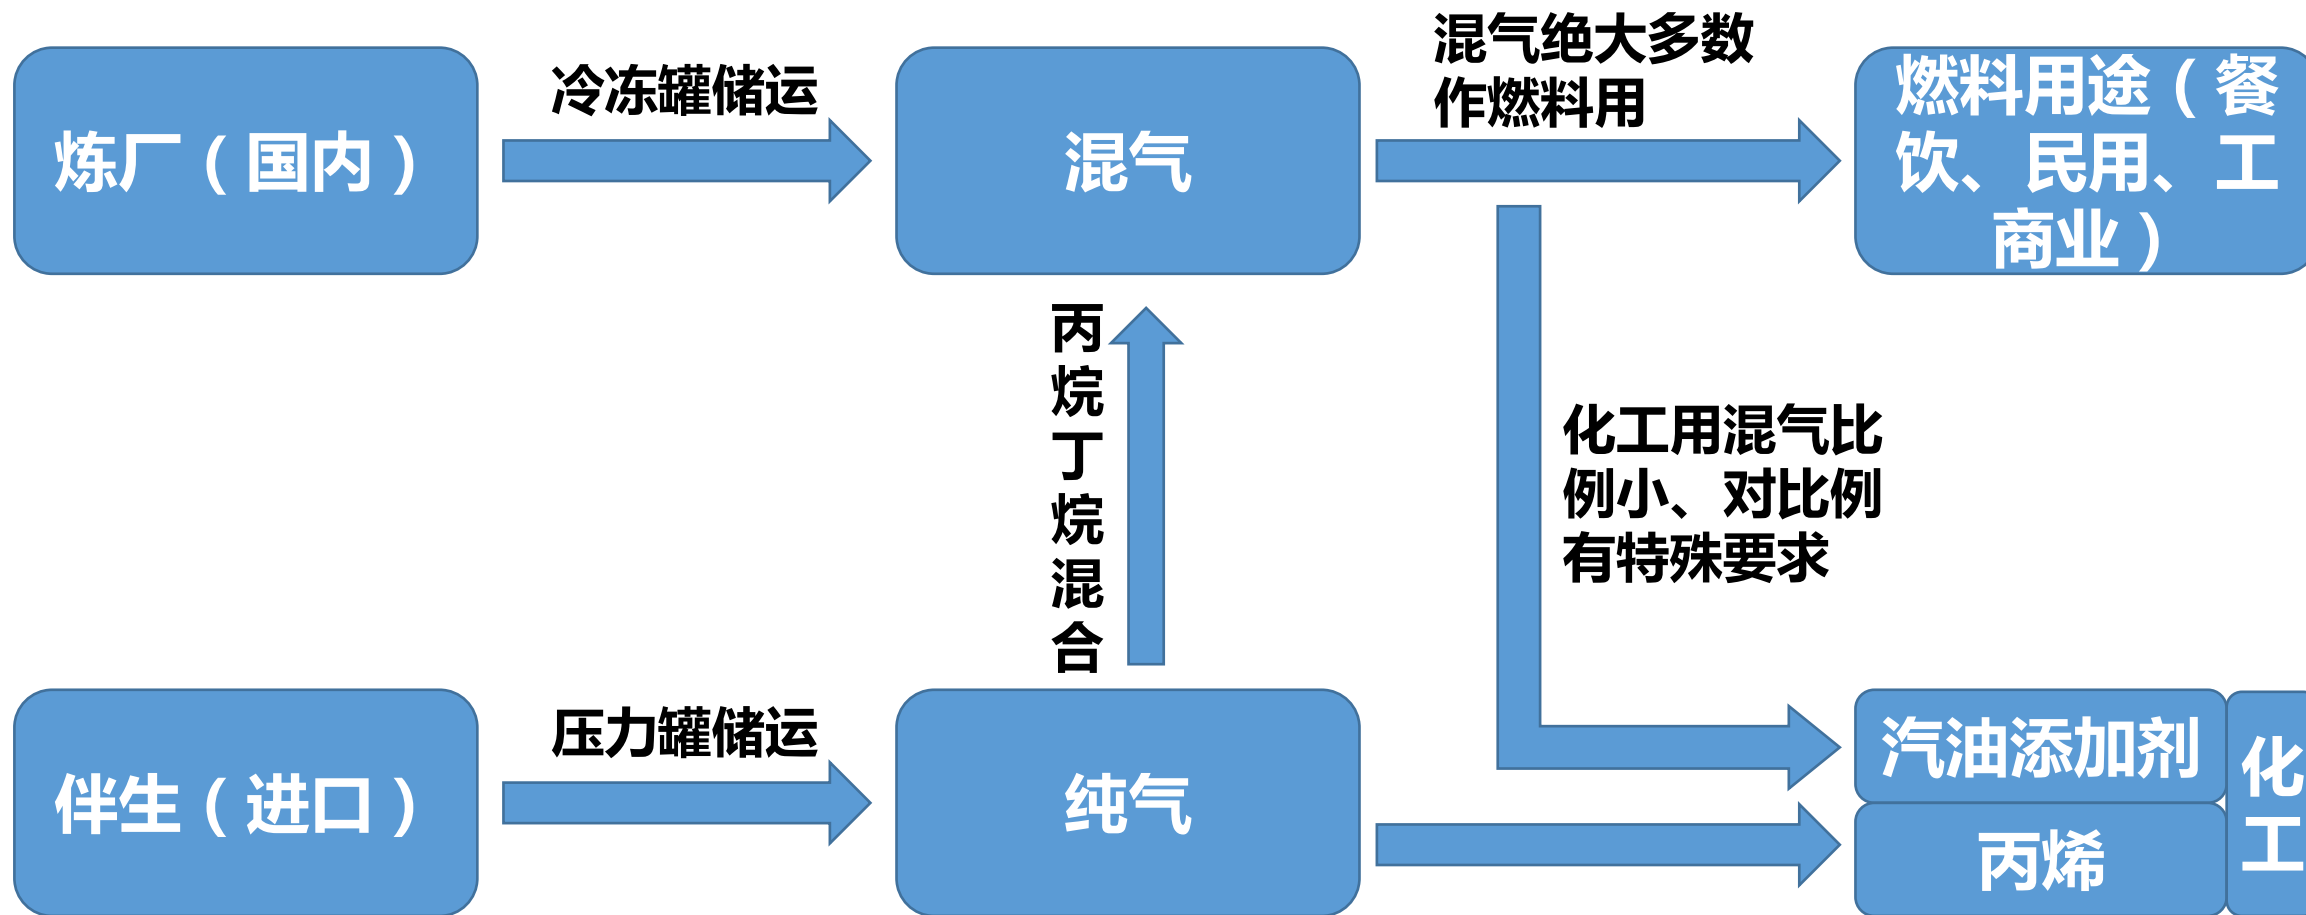 炼厂（国内）
冷冻罐储运
混气
混气绝大多数
作燃料用
燃料用途（餐
饮、民用、工
商业）
丙
烷
丁
烷
混
合
化工用混气比
例小、对比例
有特殊要求
伴生（进口）
压力罐储运
纯气
汽油添加剂
丙烯
化
工